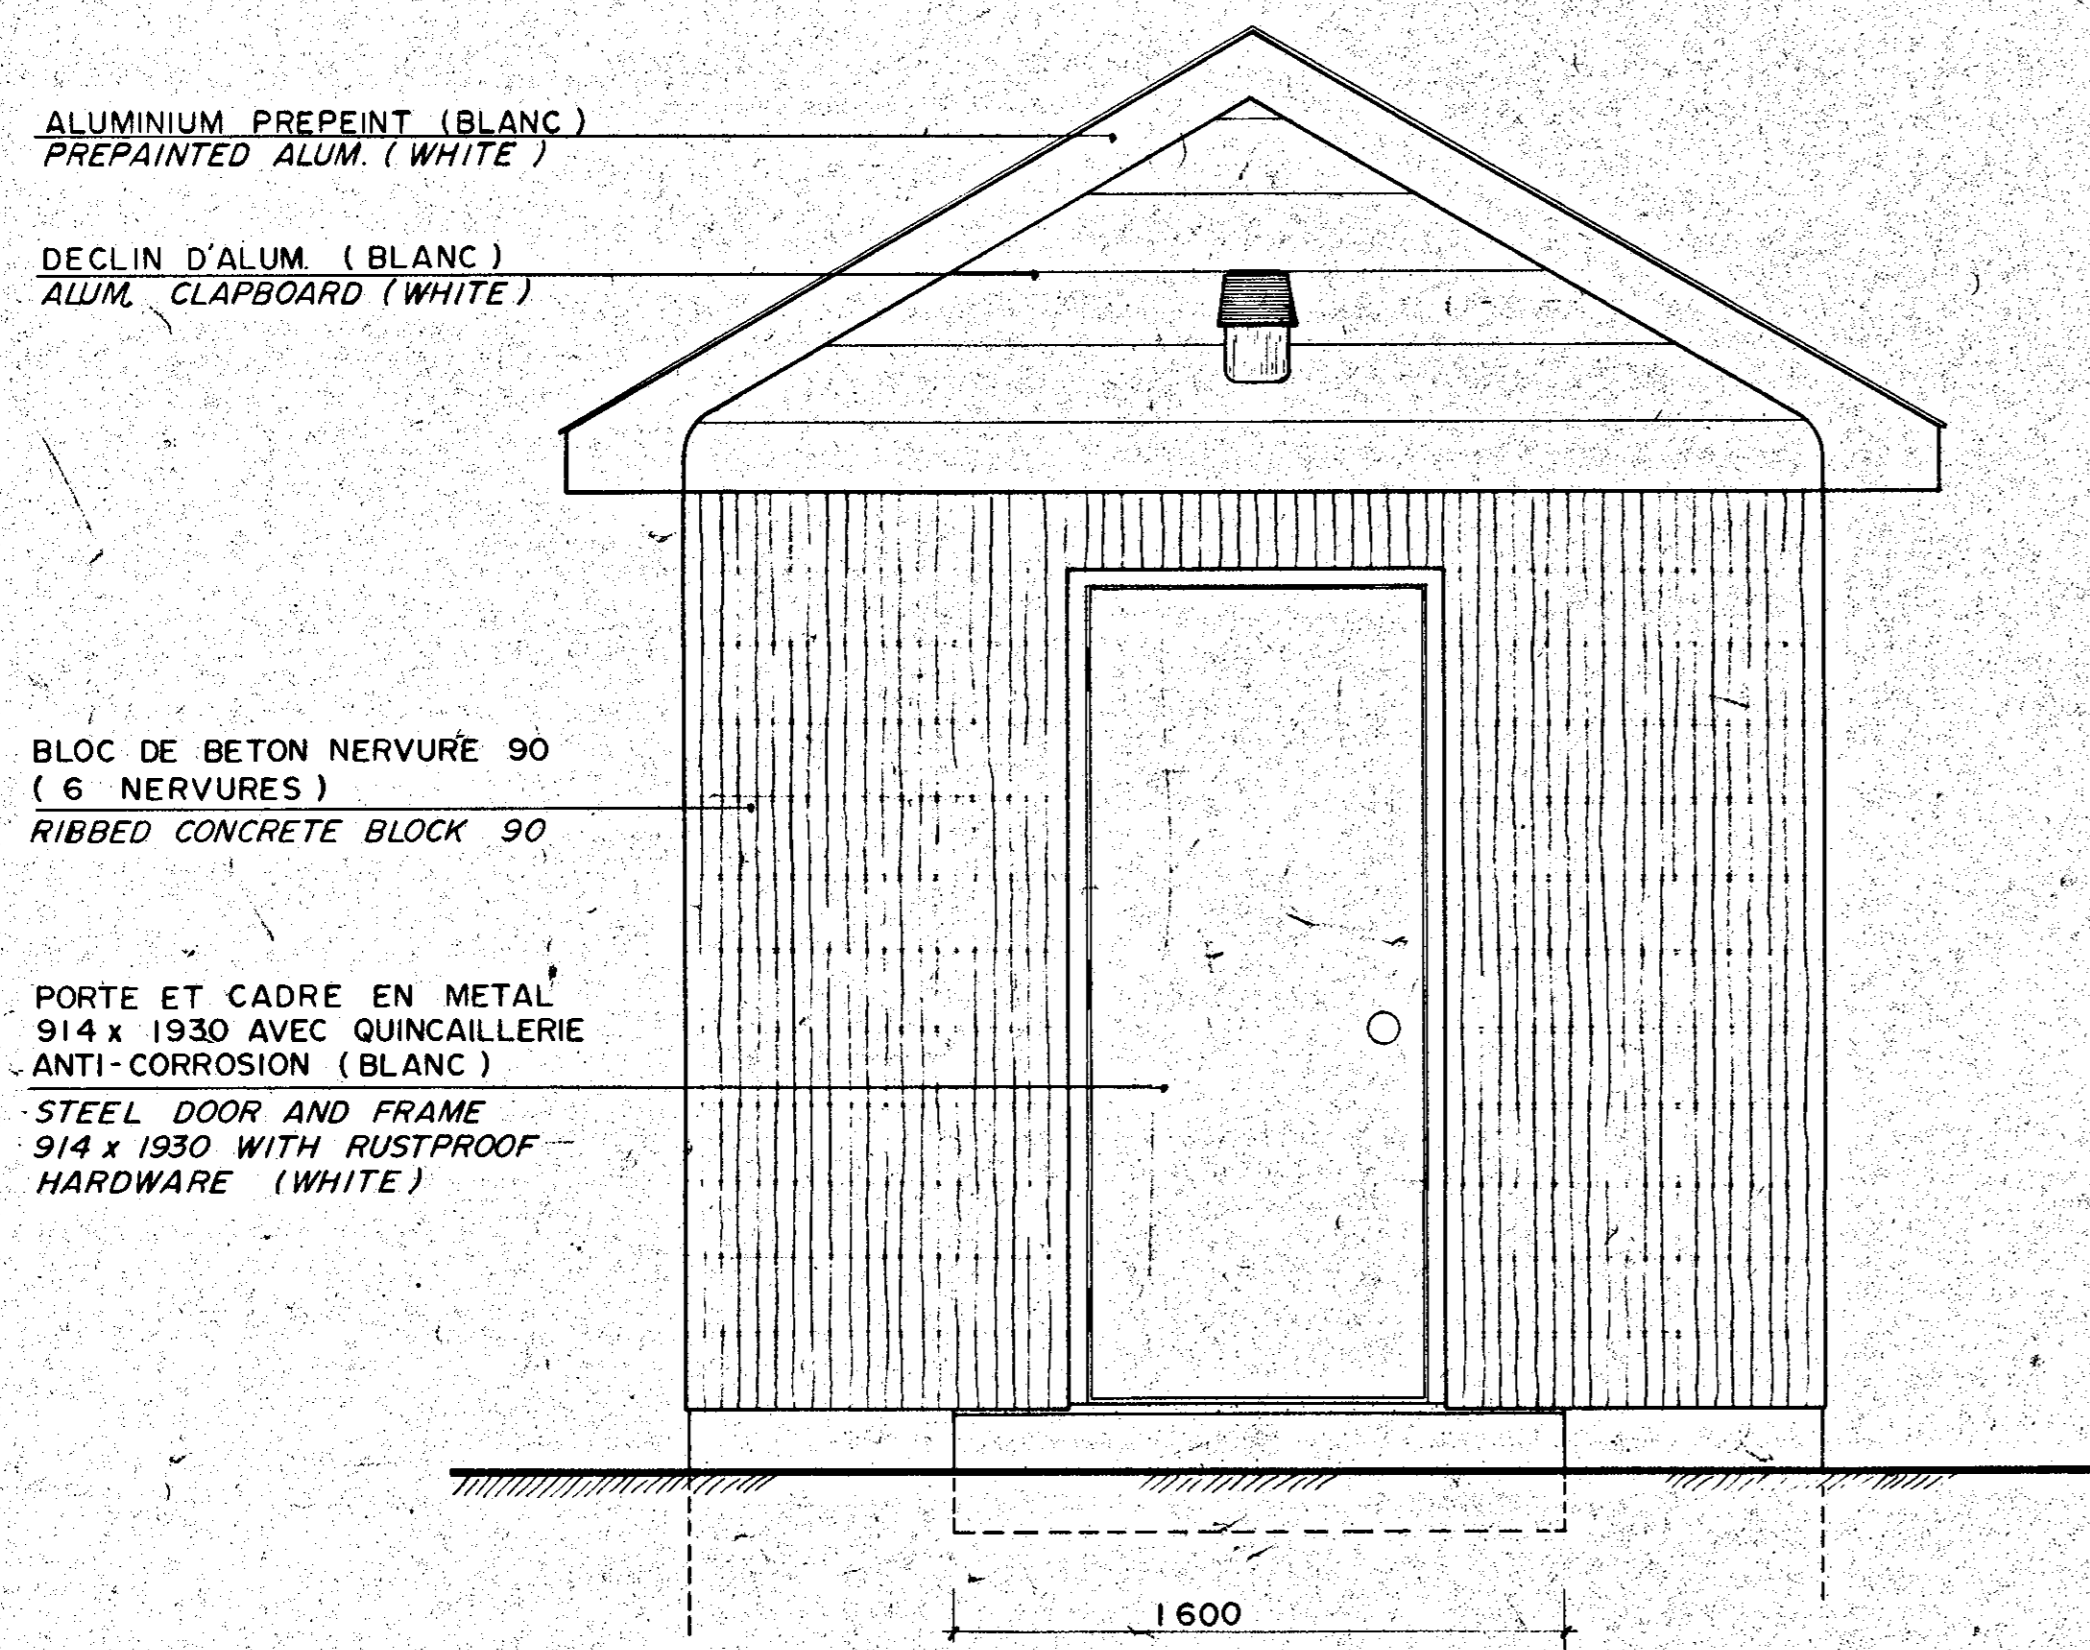 ALUMINIUM PREPEINT (BLANC)
PREPAINTED ALUM. (WHITE)
DECLIN D'ALUM. (BLANC)
ALUM. CLAPBOARD (WHITE)
BLOC DE BETON NERVURE 90
(6 NERVURES)
RIBBED CONCRETE BLOCK 90
PORTE ET CADRE EN METAL
914 x 1930 AVEC QUINCAILLERIE
ANTI-CORROSION (BLANC)
STEEL DOOR AND FRAME
914 x 1930 WITH RUSTPROOF
HARDWARE (WHITE)
1600